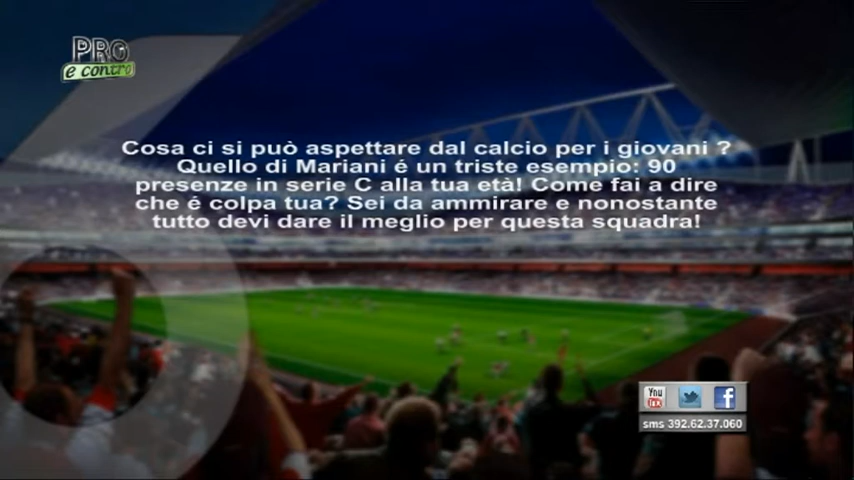 PRO
e contro
Cosa ci si può aspettare dal calcio per i giovani ?
Quello di Mariani é un triste esempio: 90
presenze in serie C alla tua età! Come fai a dire
che é colpa tua? Sei da ammirare e nonostante
tutto devi dare il meglio per questa squadra!
You
Tube
f
sms 392.62.37.060